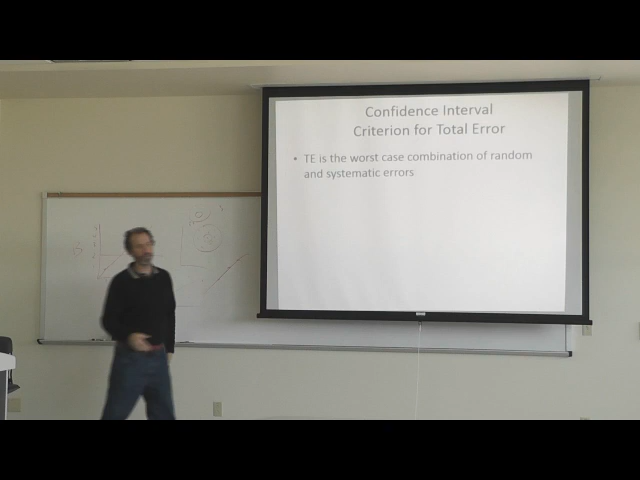 Confidence Interval
Criterion for Total Error
• TE is the worst case combination of random
and systematic errors